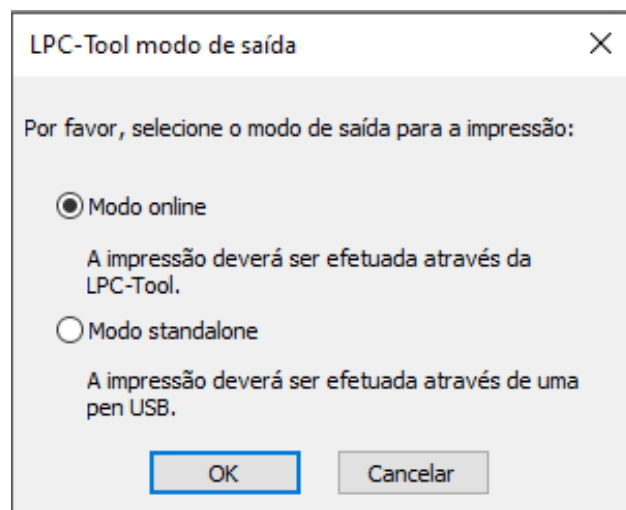 LPC-Tool modo de saída
Por favor, selecione o modo de saída para a impressão:
Modo online
A impressão deverá ser efetuada através da
LPC-Tool.
Modo standalone
A impressão deverá ser efetuada através de uma
pen USB.
OK Cancelar